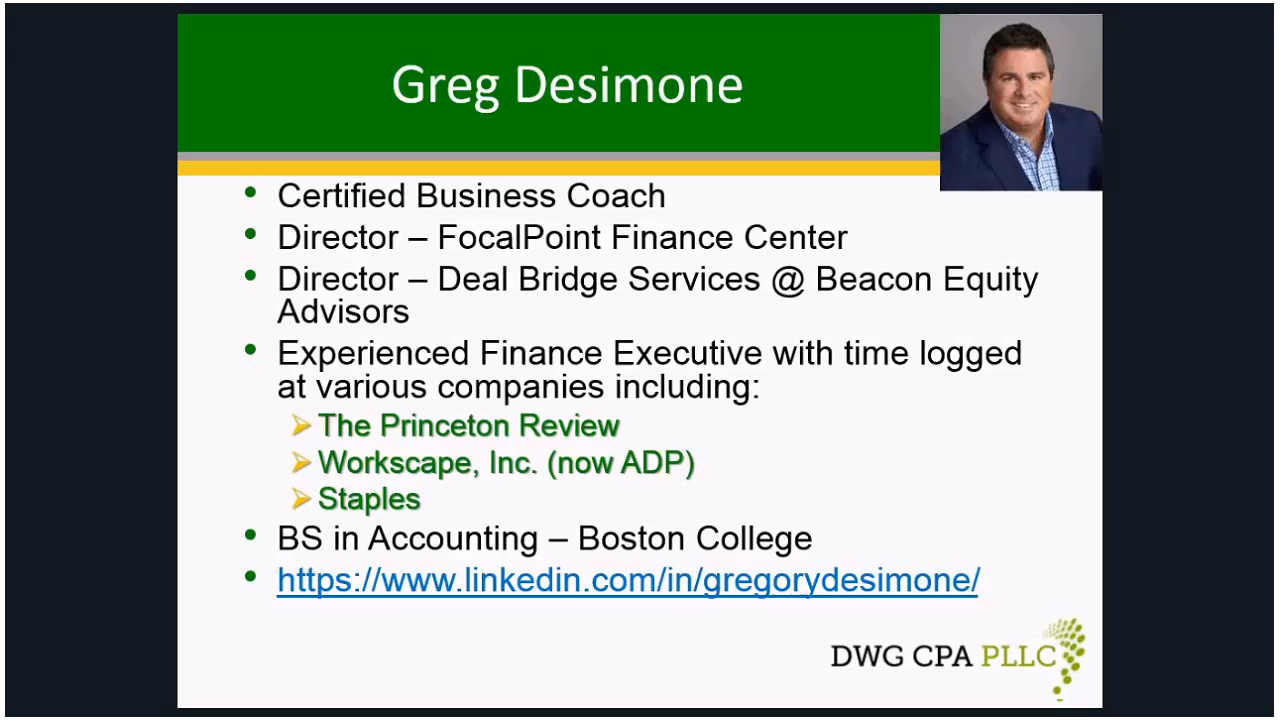 Greg Desimone
• Certified Business Coach
• Director – FocalPoint Finance Center
• Director – Deal Bridge Services @ Beacon Equity
Advisors
• Experienced Finance Executive with time logged
at various companies including:
➢ The Princeton Review
➢ Workscape, Inc. (now ADP)
➢ Staples
• BS in Accounting – Boston College
• https://www.linkedin.com/in/gregorydesimone/
DWG CPA PLLC